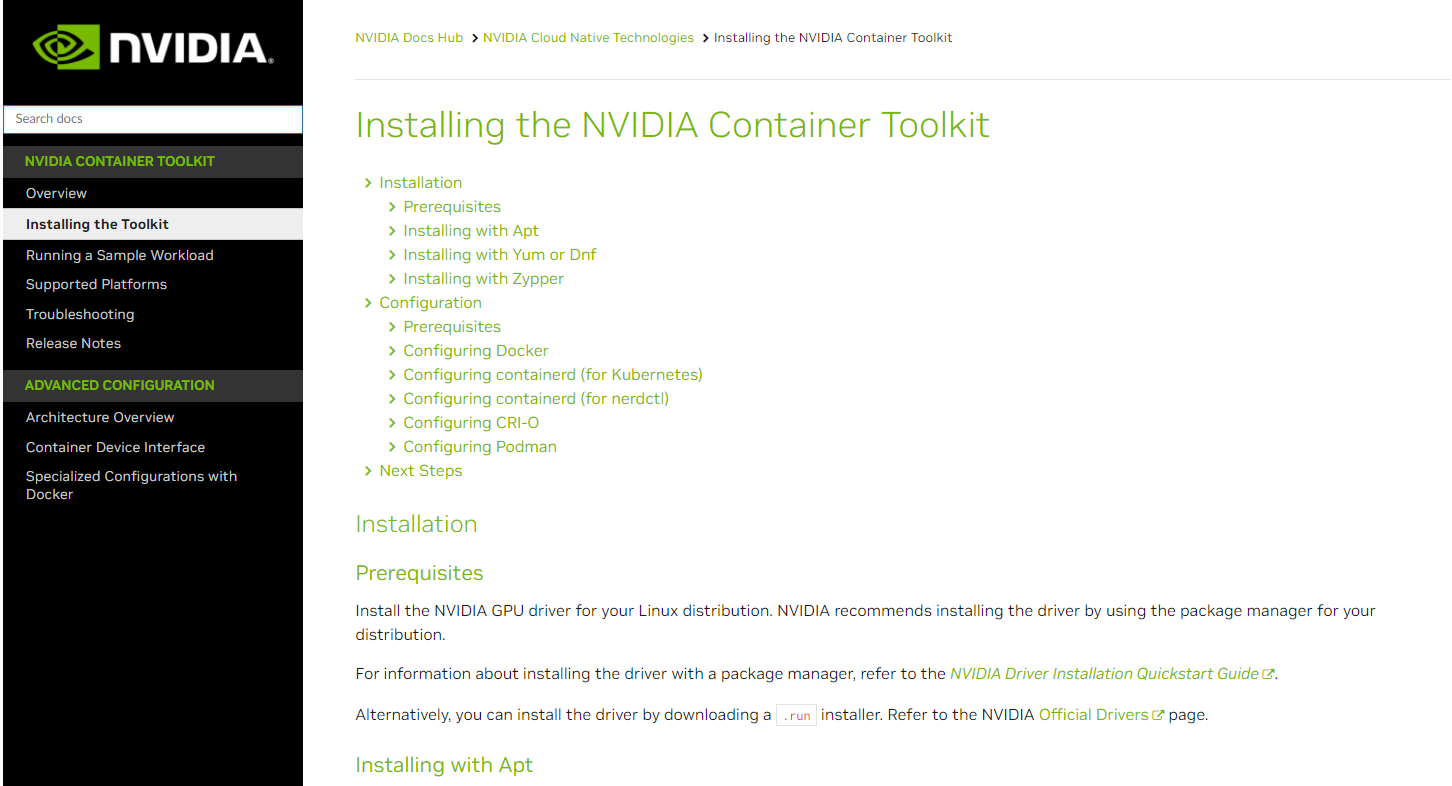 NVIDIA.
Search docs
NVIDIA CONTAINER TOOLKIT
Overview
Installing the Toolkit
Running a Sample Workload
Supported Platforms
Troubleshooting
Release Notes
ADVANCED CONFIGURATION
Architecture Overview
Container Device Interface
Specialized Configurations with
Docker
NVIDIA Docs Hub > NVIDIA Cloud Native Technologies > Installing the NVIDIA Container Toolkit
Installing the NVIDIA Container Toolkit
Installation
Prerequisites
Installing with Apt
Installing with Yum or Dnf
Installing with Zypper
Configuration
Prerequisites
Configuring Docker
Configuring containerd (for Kubernetes)
Configuring containerd (for nerdctl)
Configuring CRI-O
Configuring Podman
Next Steps
Installation
Prerequisites
Install the NVIDIA GPU driver for your Linux distribution. NVIDIA recommends installing the driver by using the package manager for your
distribution.
For information about installing the driver with a package manager, refer to the NVIDIA Driver Installation Quickstart Guide.
Alternatively, you can install the driver by downloading a .run installer. Refer to the NVIDIA Official Drivers page.
Installing with Apt